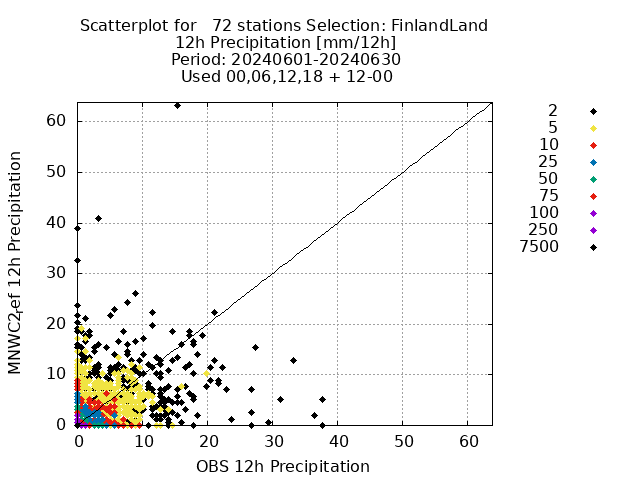 Scatterplot for   72 stations Selection: FinlandLand
12h Precipitation [mm/12h]
Period: 20240601-20240630
Used 00,06,12,18 + 12-00
2
5
10
25
50
75
100
250
7500
MNWC2ref 12h Precipitation
60
50
40
30
20
10
0
0 10 20 30 40 50 60
OBS 12h Precipitation